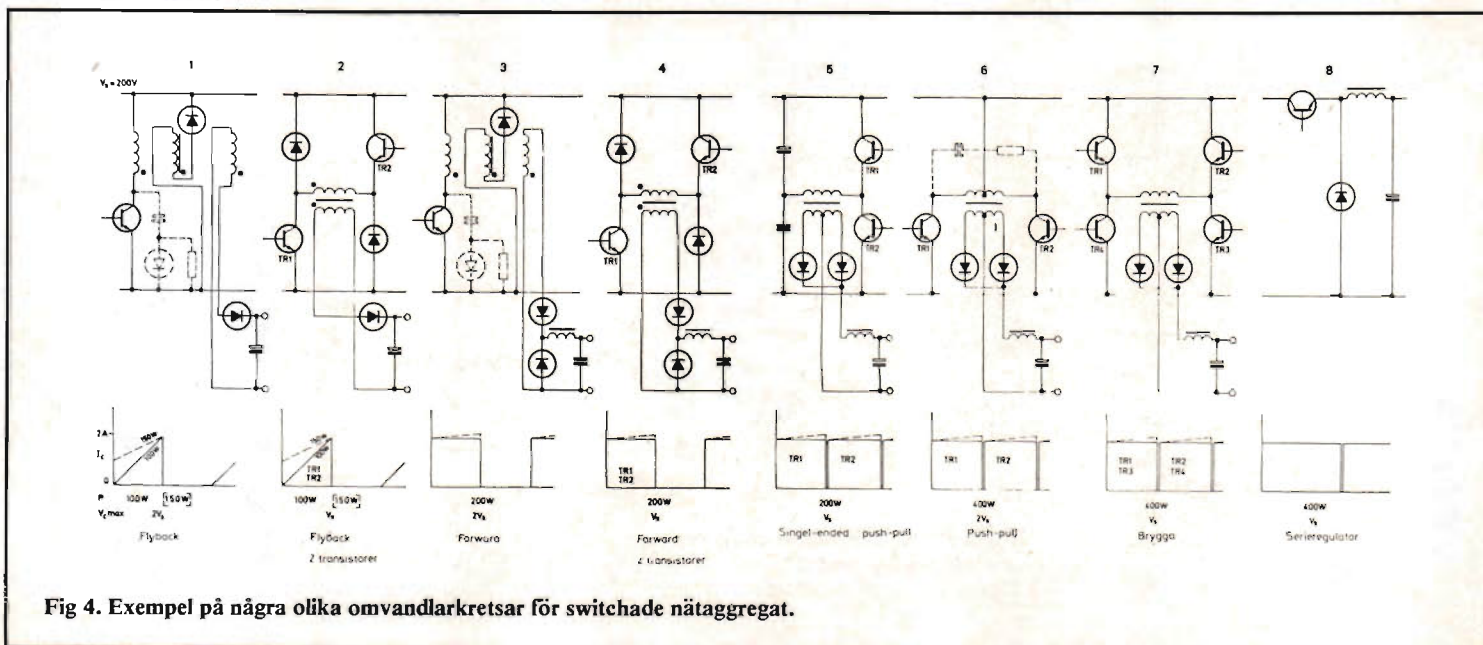 1 2 3 4 5 6 7 8
Vs = 200V
TR2 TR2 TR1 TR1 TR2
TR1 TR1 TR2 TR1 TR2 TR4 TR3
2A
Ic
0
150W
100W
150W
100W
TR1
TR2
TR1
TR2
TR1 TR2
TR1 TR2
TR1
TR3
TR2
TR4
P 100W [150W] 100W [150W] 200W 200W 200W 400W 400W 400W
Vc max 2Vs Vs 2Vs Vs Vs 2Vs Vs Vs
Flyback Flyback Forward Forward Singel-ended push-pull Push-pull Brygga Serieregulator
2 transistorer 2 transistorer
Fig 4. Exempel på några olika omvandlarkretsar för switchade nätaggregat.